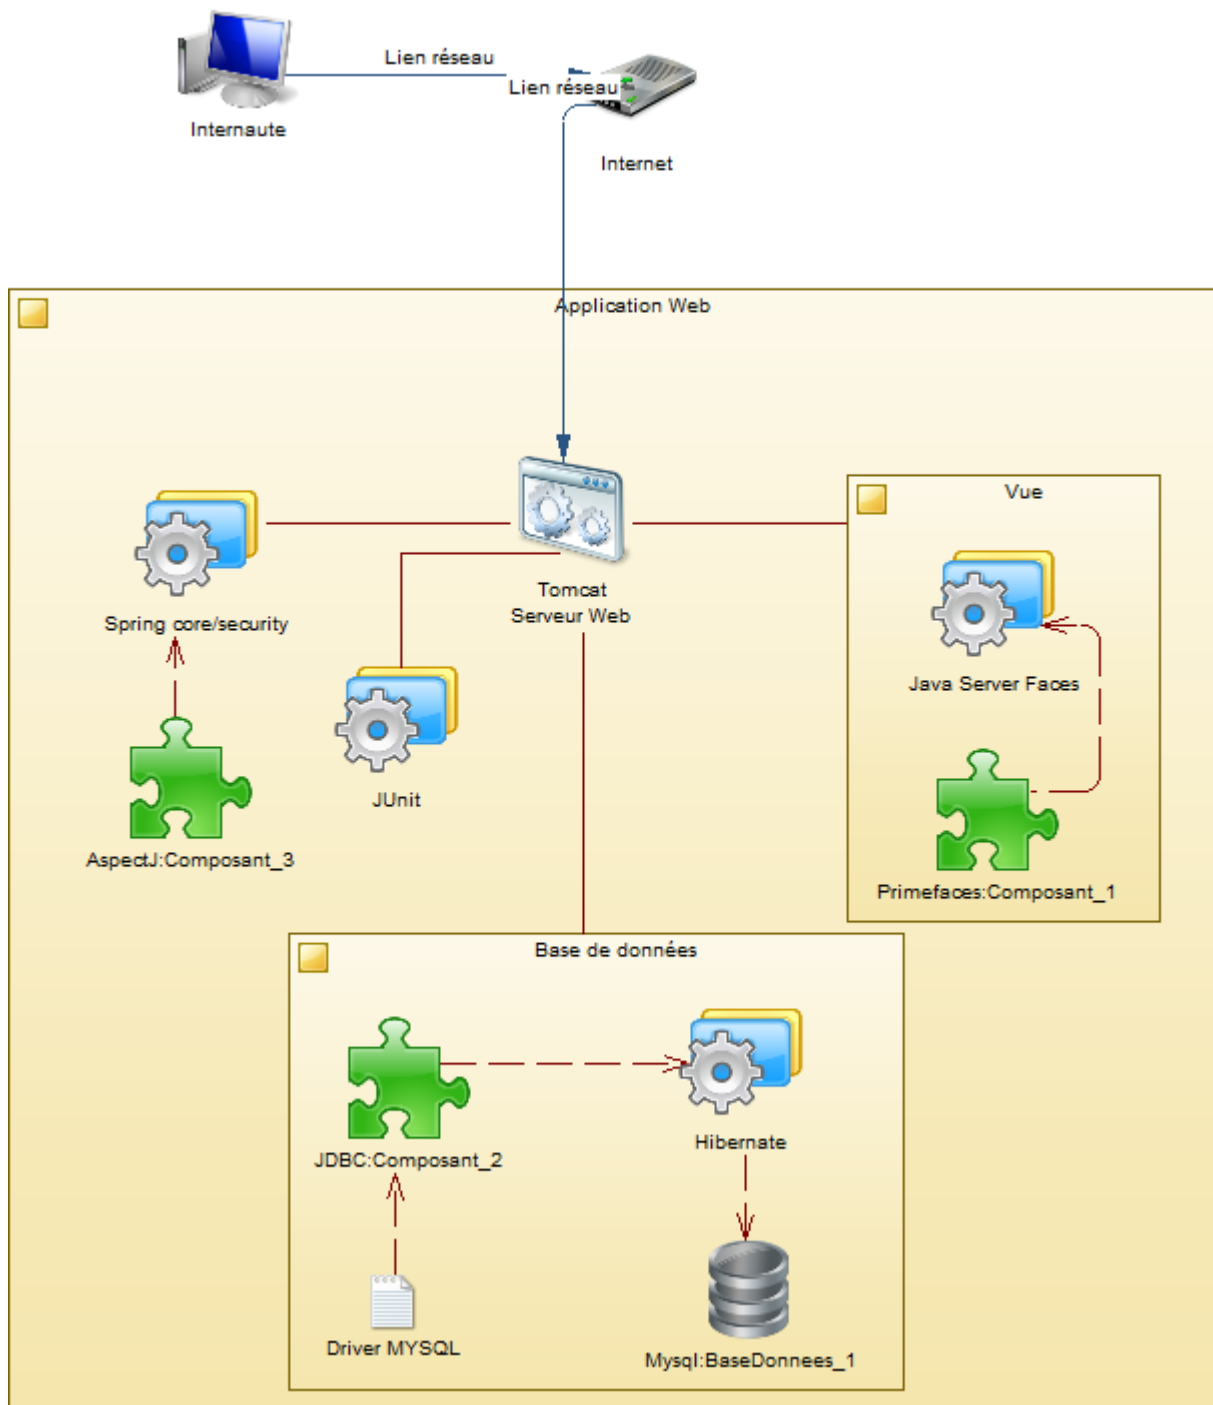 Lien réseau
Lien réseau
Internaute
Internet
Application Web
Vue
Tomcat
Serveur Web
Spring core/security
Java Server Faces
JUnit
AspectJ:Composant_3
Primefaces:Composant_1
Base de données
Hibernate
JDBC:Composant_2
Driver MYSQL
Mysql:BaseDonnees_1